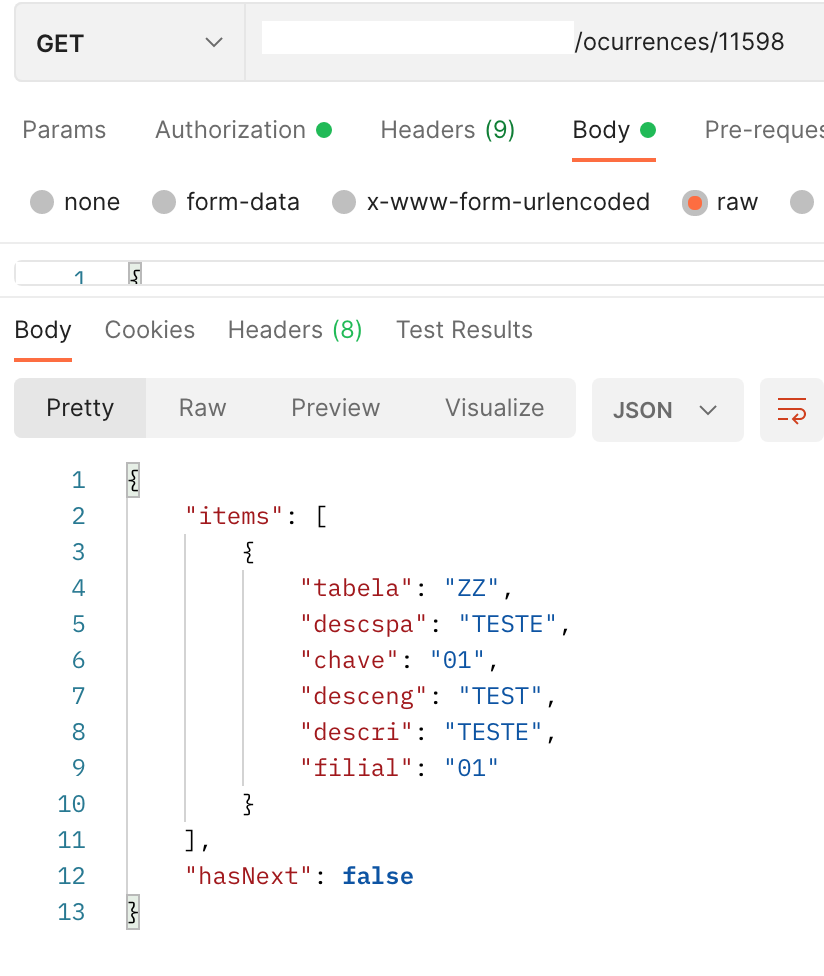 GET /ocurrences/11598
Params Authorization Headers (9) Body Pre-reques
none form-data x-www-form-urlencoded raw
1 {
Body Cookies Headers (8) Test Results
Pretty Raw Preview Visualize JSON
1 {
2 "items": [
3 {
4 "tabela": "ZZ",
5 "descspa": "TESTE",
6 "chave": "01",
7 "desceng": "TEST",
8 "descri": "TESTE",
9 "filial": "01"
10 }
11 ],
12 "hasNext": false
13 }